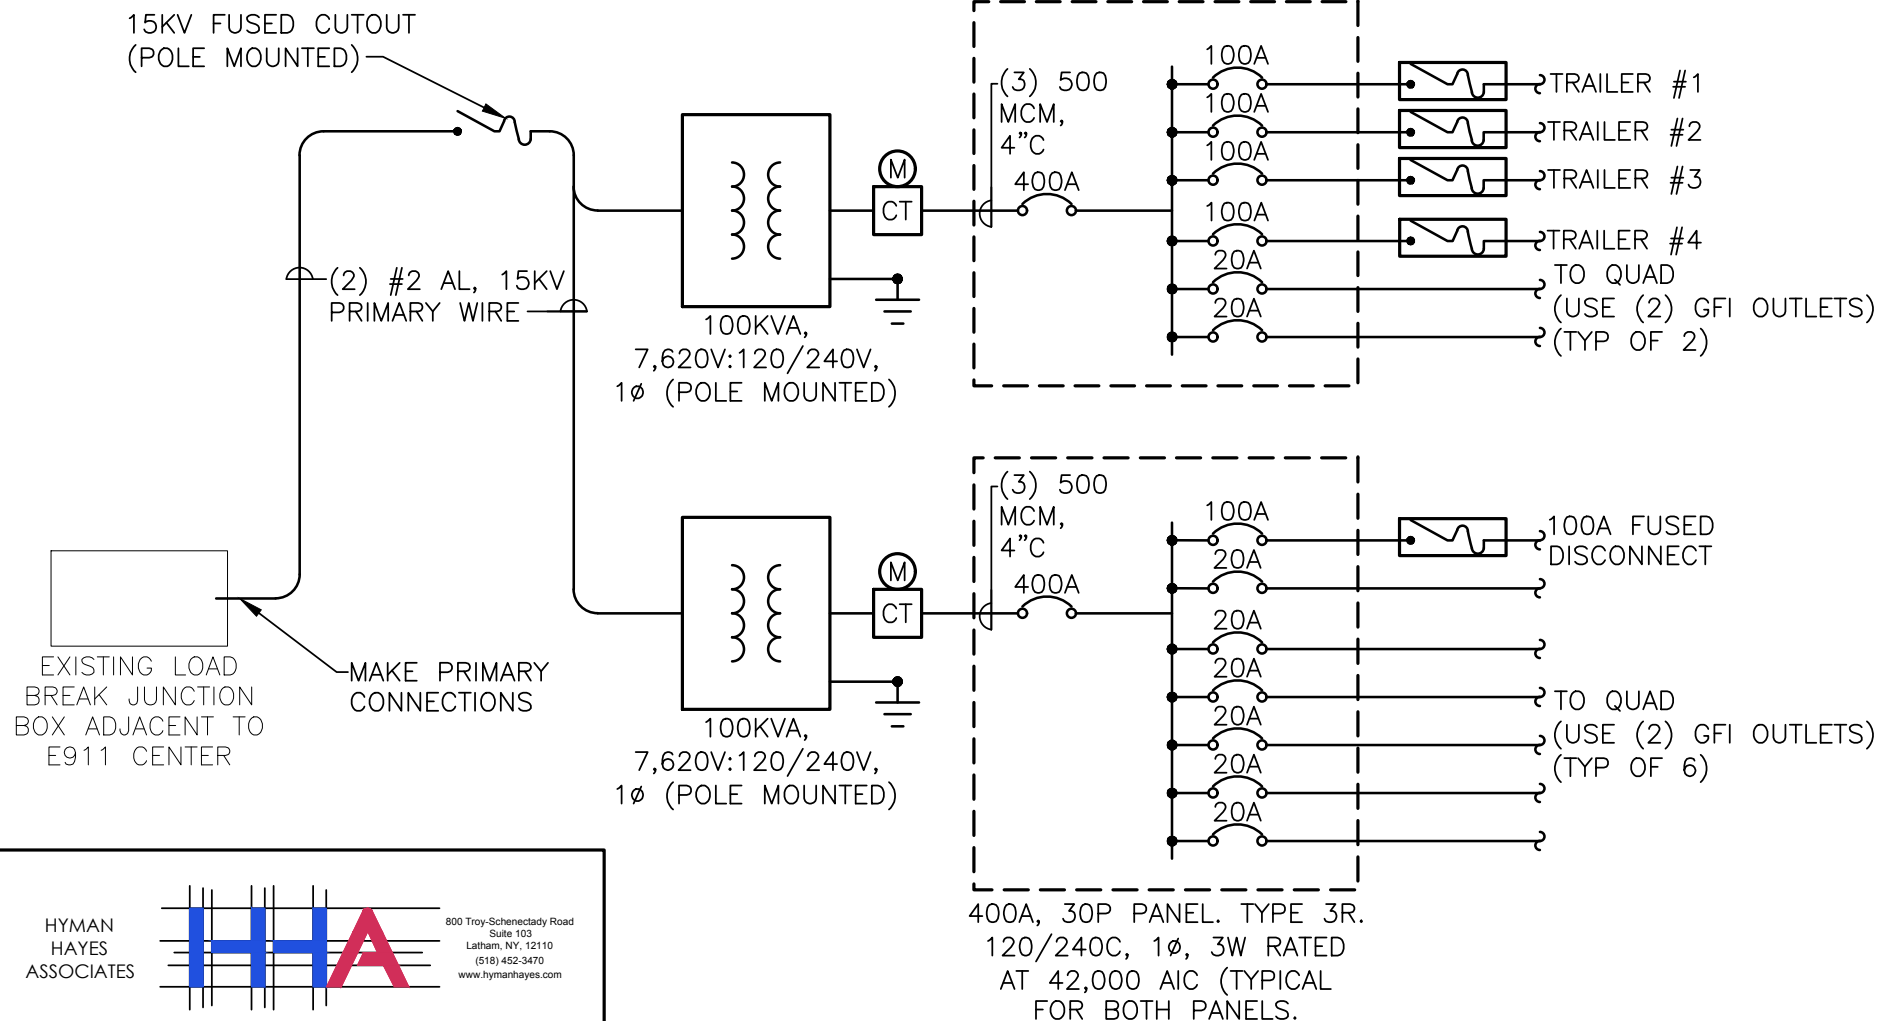 15KV FUSED CUTOUT
(POLE MOUNTED)
(2) #2 AL, 15KV
PRIMARY WIRE
EXISTING LOAD
BREAK JUNCTION
BOX ADJACENT TO
E911 CENTER
MAKE PRIMARY
CONNECTIONS
100KVA,
7,620V:120/240V,
1ø (POLE MOUNTED)
M
CT
(3) 500
MCM,
4"C
400A
100A
100A
100A
100A
20A
20A
TRAILER #1
TRAILER #2
TRAILER #3
TRAILER #4
TO QUAD
(USE (2) GFI OUTLETS)
(TYP OF 2)
100KVA,
7,620V:120/240V,
1ø (POLE MOUNTED)
M
CT
(3) 500
MCM,
4"C
400A
100A
20A
20A
20A
20A
20A
20A
100A FUSED
DISCONNECT
TO QUAD
(USE (2) GFI OUTLETS)
(TYP OF 6)
400A, 30P PANEL. TYPE 3R.
120/240C, 1ø, 3W RATED
AT 42,000 AIC (TYPICAL
FOR BOTH PANELS.
HYMAN
HAYES
ASSOCIATES
HHA
800 Troy-Schenectady Road
Suite 103
Latham, NY, 12110
(518) 452-3470
www.hymanhayes.com